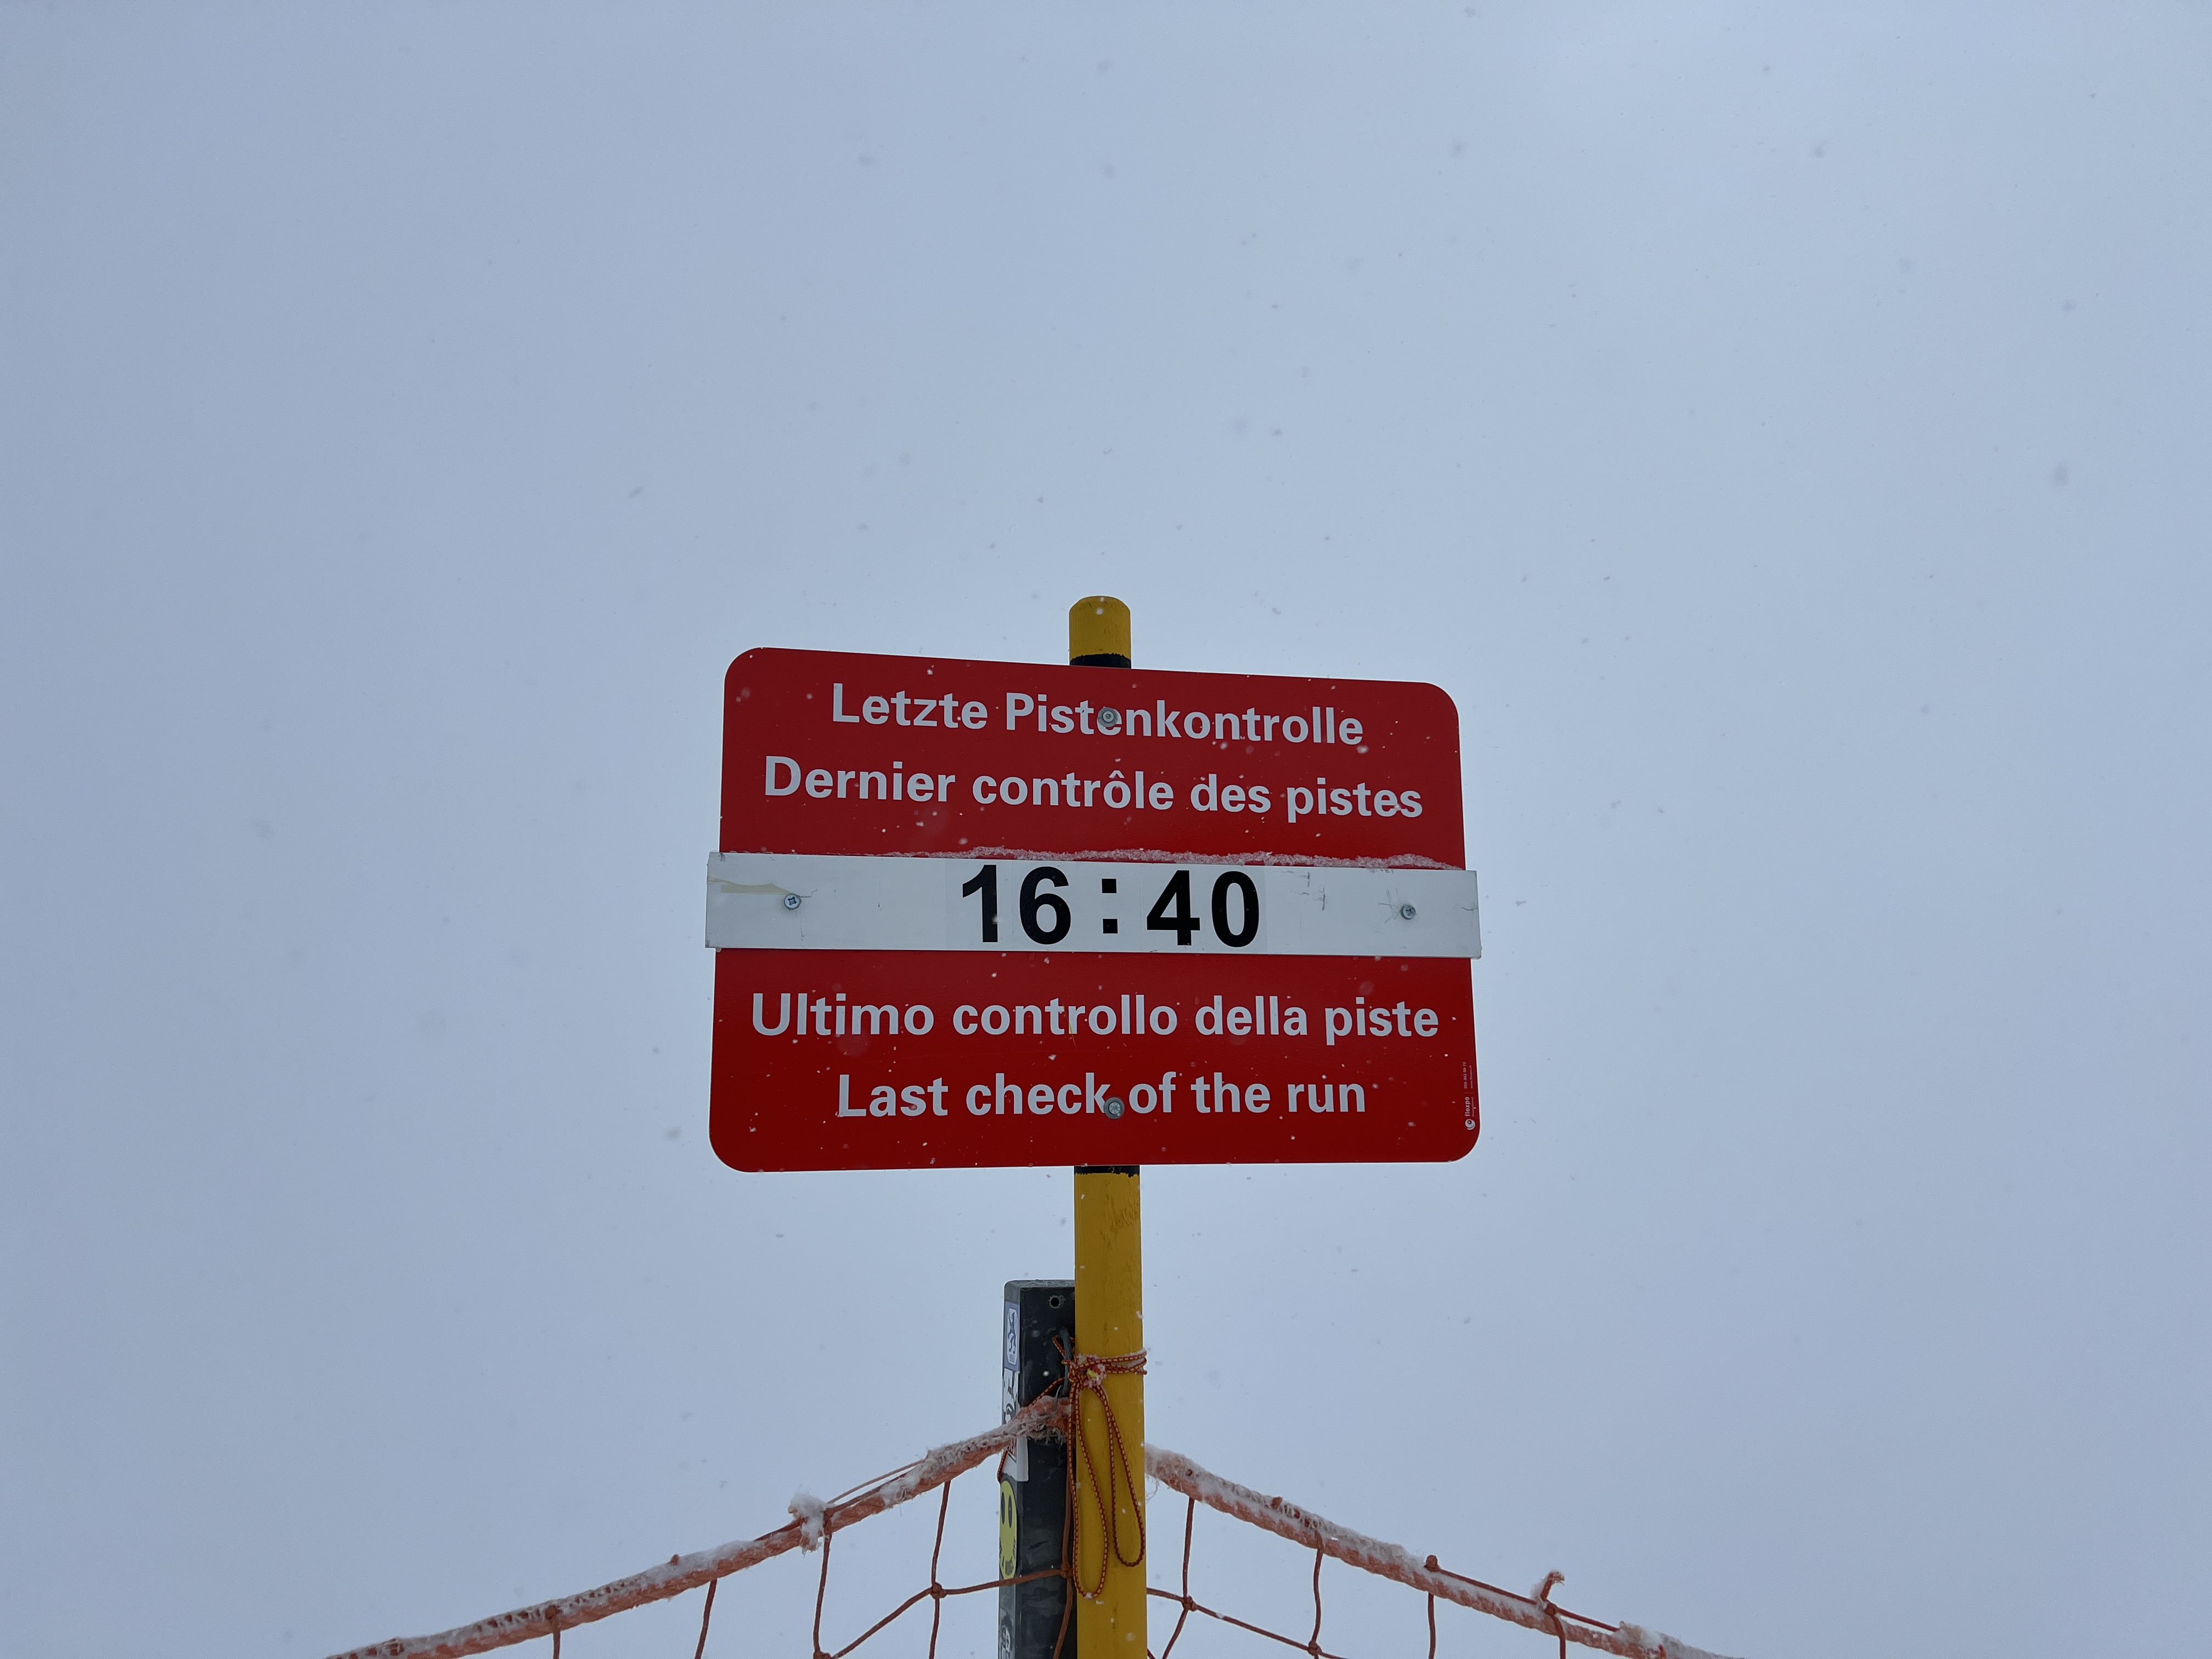 Letzte Pistenkontrolle
Dernier contrôle des pistes
16:40
Ultimo controllo della piste
Last check of the run